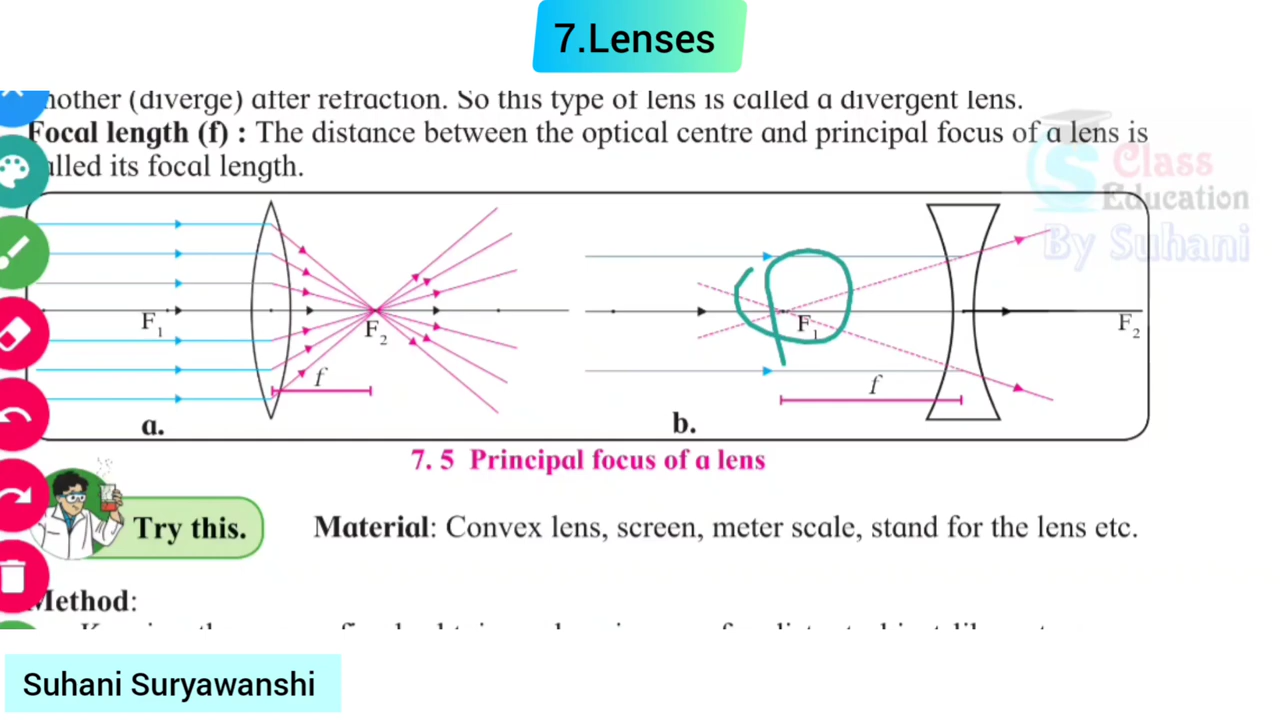 7.Lenses
nother (diverge) after refraction. So this type of lens is called a divergent lens.
Focal length (f) : The distance between the optical centre and principal focus of a lens is
alled its focal length.
Class
Education
By Suhani
F1
F2
f
a.
F1
F2
f
b.
7. 5 Principal focus of a lens
Try this.
Material: Convex lens, screen, meter scale, stand for the lens etc.
Method:
Suhani Suryawanshi